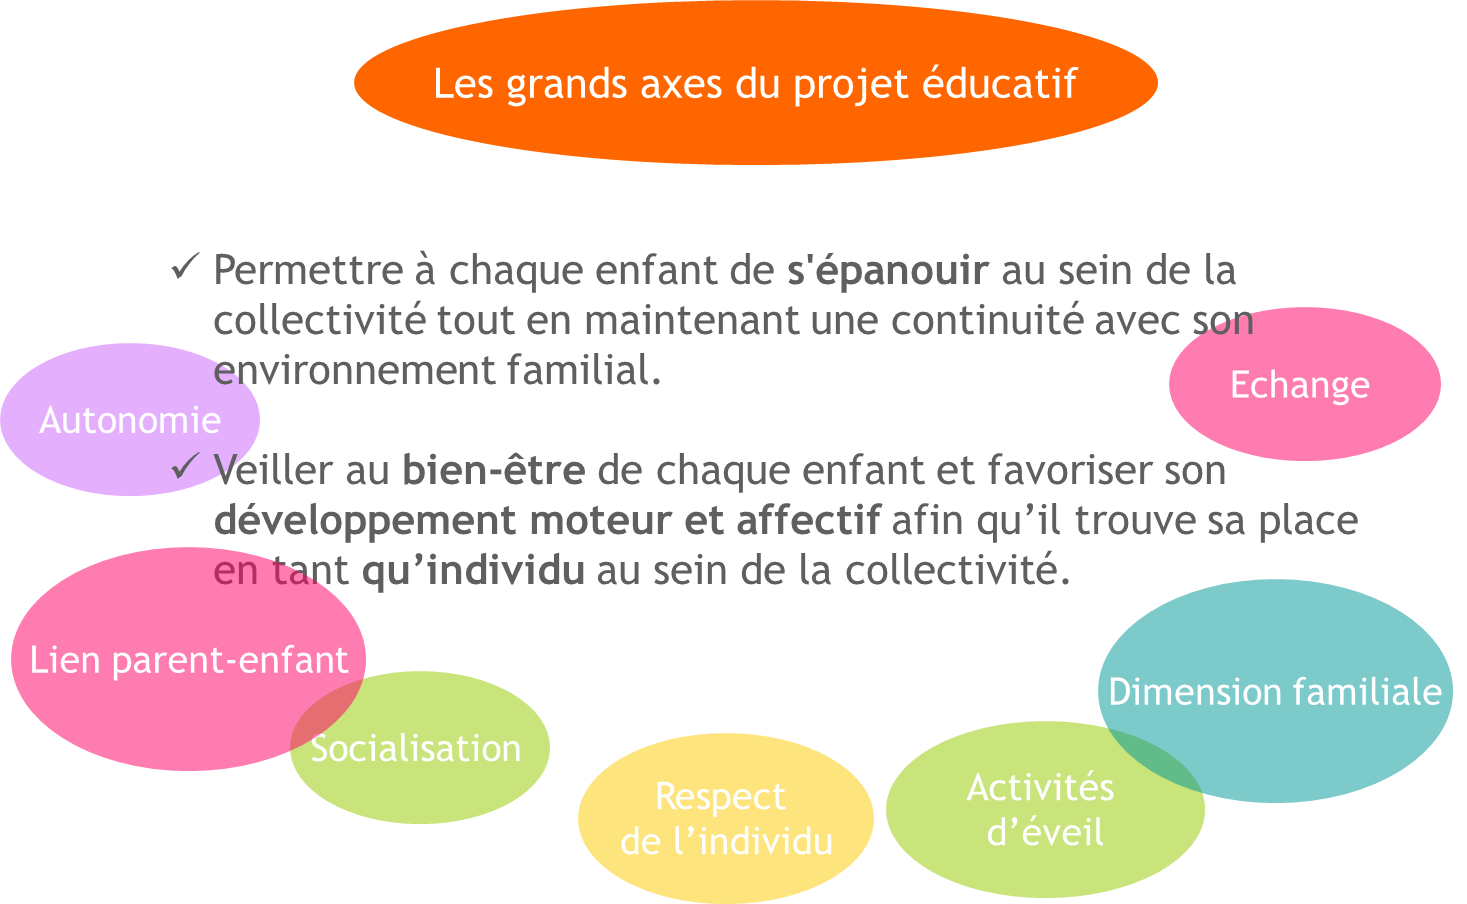 Les grands axes du projet éducatif
✓ Permettre à chaque enfant de s'épanouir au sein de la
collectivité tout en maintenant une continuité avec son
environnement familial.
Echange
Autonomie
✓ Veiller au bien-être de chaque enfant et favoriser son
développement moteur et affectif afin qu’il trouve sa place
en tant qu’individu au sein de la collectivité.
Lien parent-enfant
Dimension familiale
Socialisation
Respect
de l’individu
Activités
d’éveil